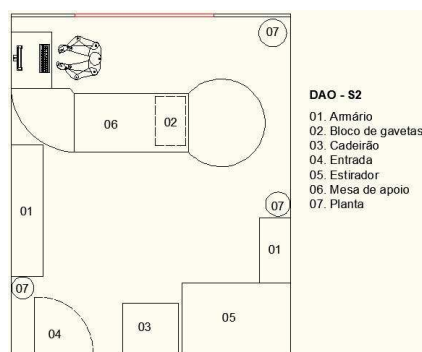 07
DAO - S2
01. Armário
02. Bloco de gavetas
03. Cadeirão
04. Entrada
05. Estirador
06. Mesa de apoio
07. Planta
06
02
07
01
01
07
04
03
05